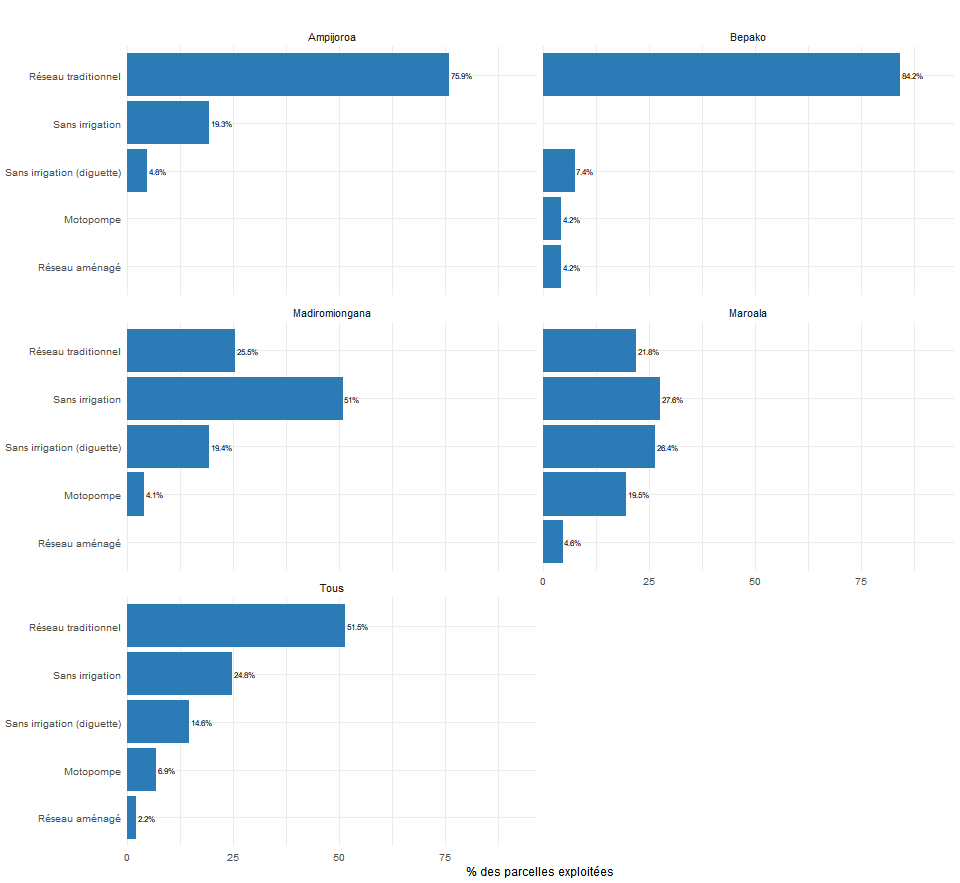 Ampijoroa
Bepako
Réseau traditionnel 75.9% 84.2%
Sans irrigation 19.3%
Sans irrigation (diguette) 4.8% 7.4%
Motopompe 4.2%
Réseau aménagé 4.2%
Madiromiongana
Maroala
Réseau traditionnel 25.5% 21.8%
Sans irrigation 51% 27.6%
Sans irrigation (diguette) 19.4% 26.4%
Motopompe 4.1% 19.5%
Réseau aménagé 4.6%
0 25 50 75
Tous
Réseau traditionnel 51.5%
Sans irrigation 24.8%
Sans irrigation (diguette) 14.6%
Motopompe 6.9%
Réseau aménagé 2.2%
0 25 50 75
% des parcelles exploitées